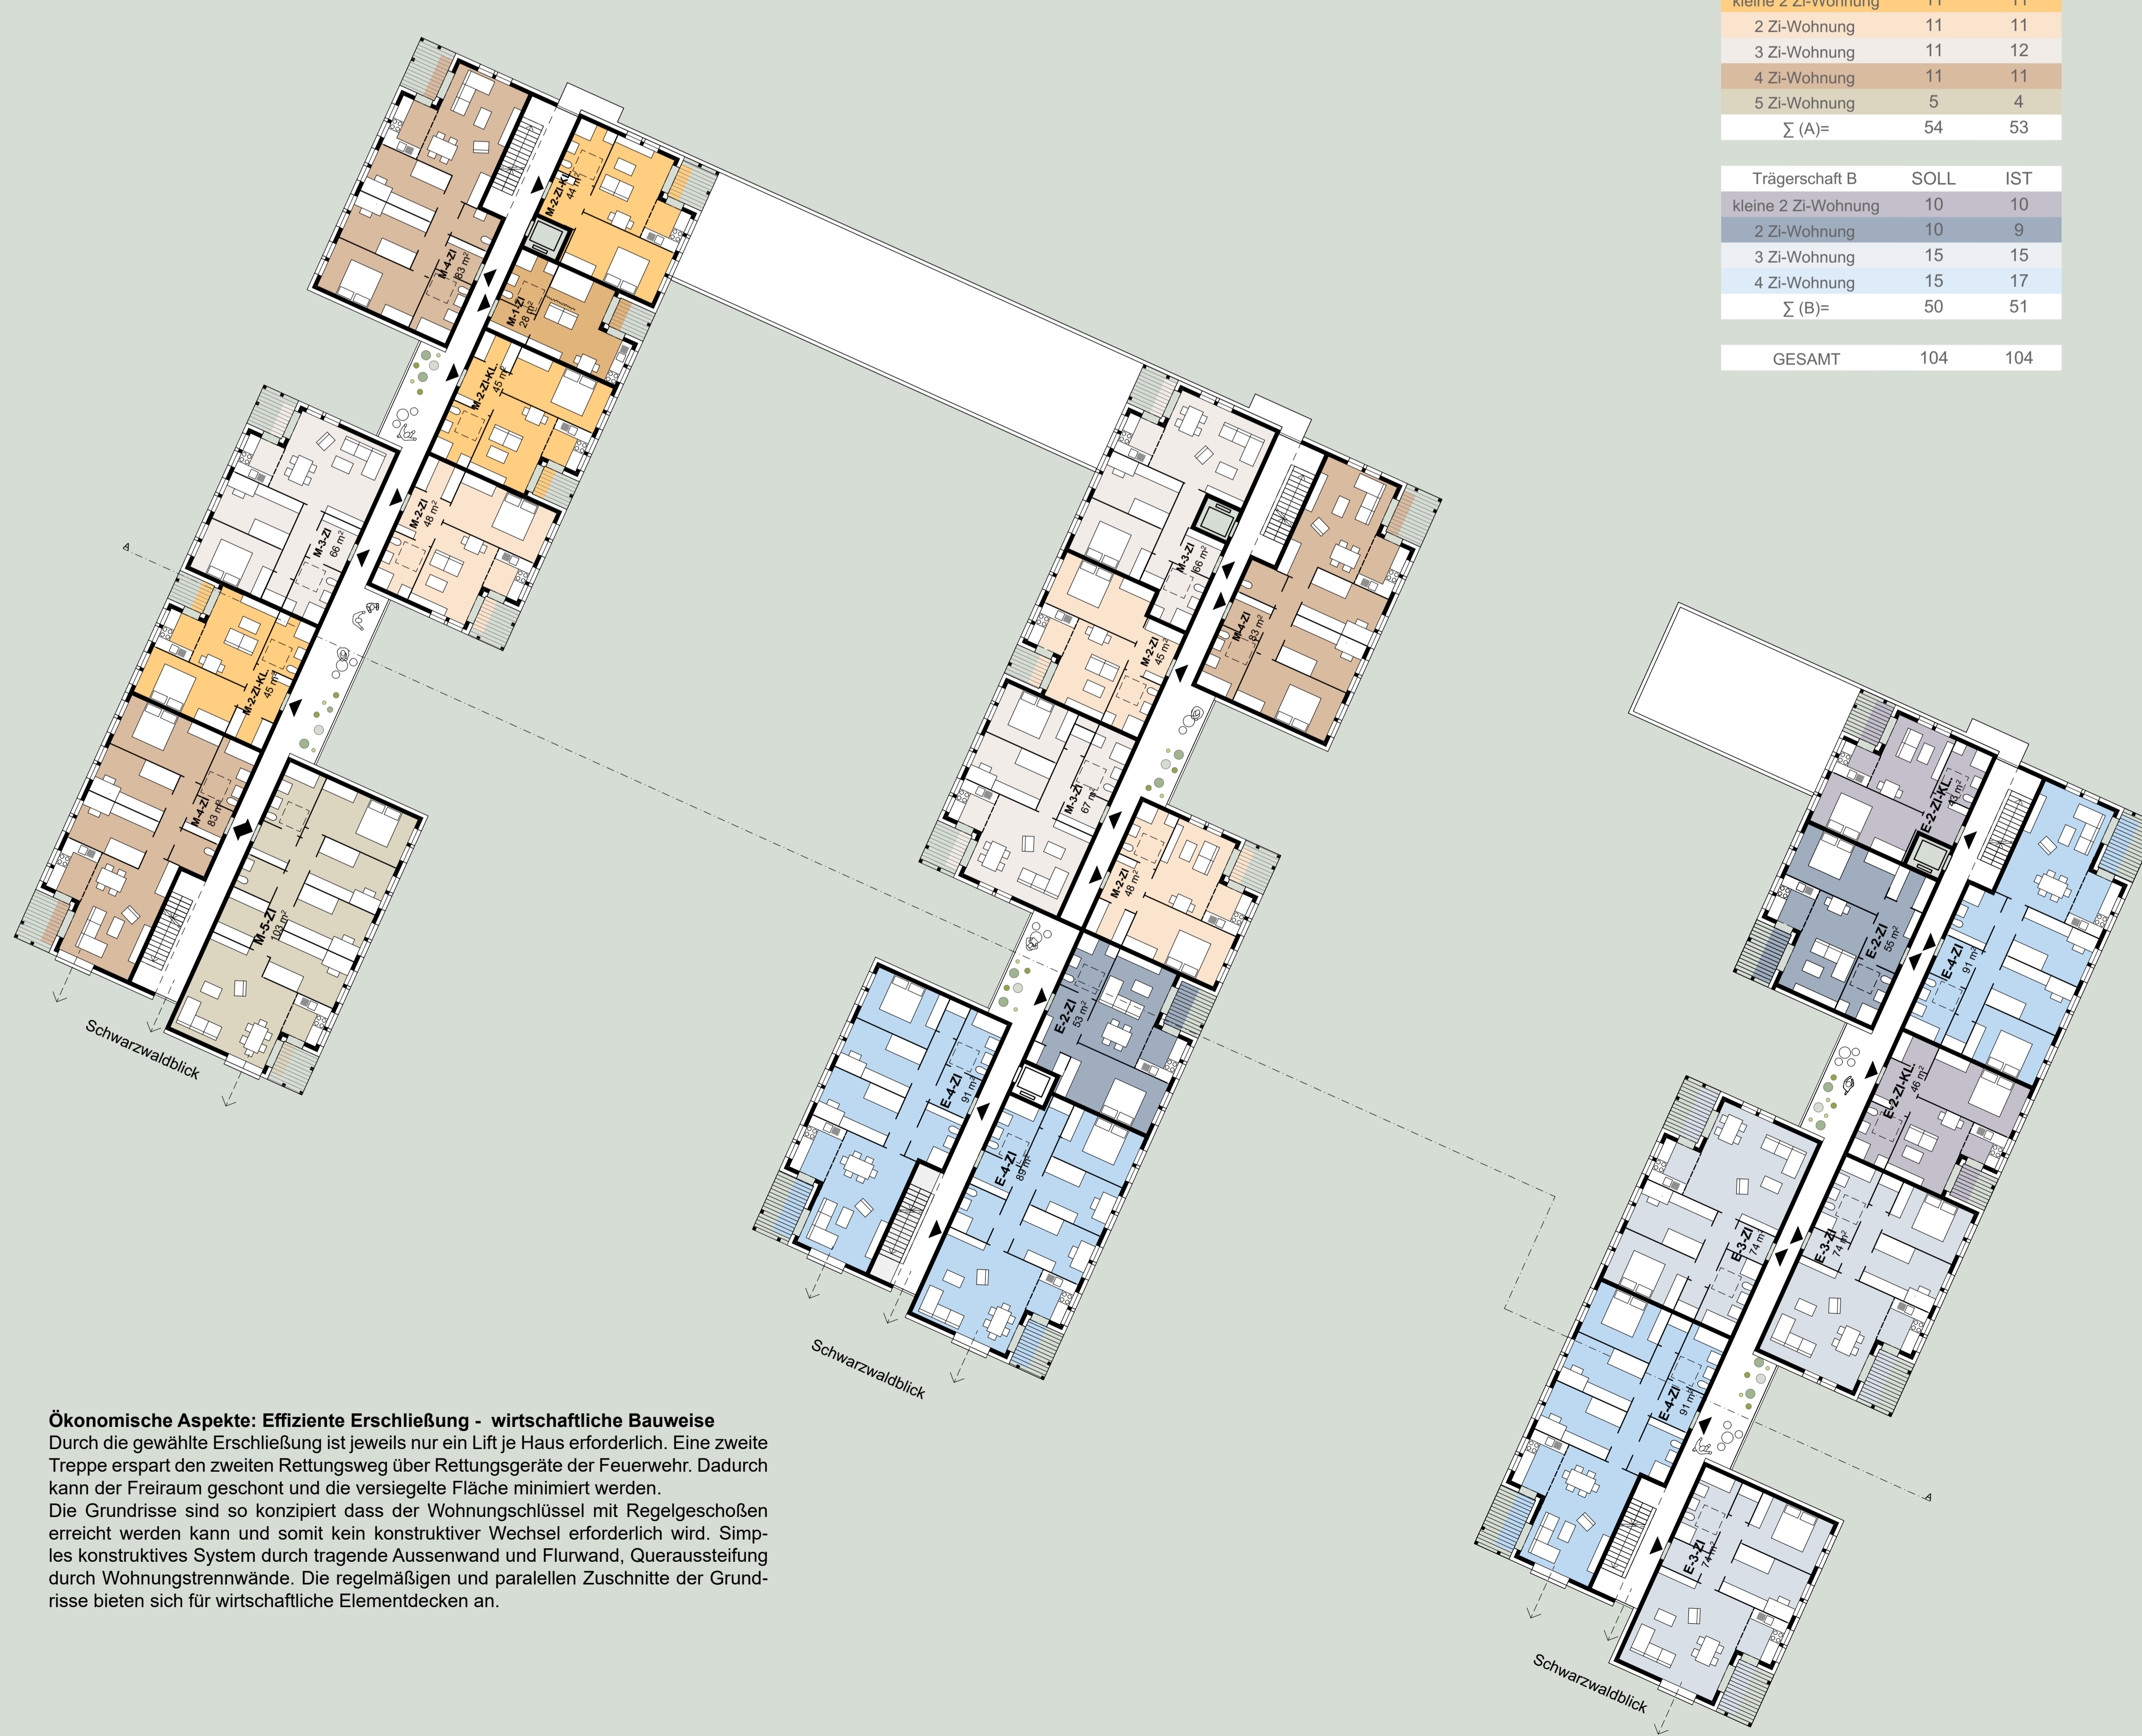 kleine 2 Zi-Wohnung 11 11
2 Zi-Wohnung 11 11
3 Zi-Wohnung 11 12
4 Zi-Wohnung 11 11
5 Zi-Wohnung 5 4
∑ (A)= 54 53
Trägerschaft B SOLL IST
kleine 2 Zi-Wohnung 10 10
2 Zi-Wohnung 10 9
3 Zi-Wohnung 15 15
4 Zi-Wohnung 15 17
∑ (B)= 50 51
GESAMT 104 104
M-2-ZI-KL.
44 m²
M-4-ZI
83 m²
M-1-ZI
28 m²
M-2-ZI-KL.
45 m²
M-2-ZI
48 m²
M-3-ZI
66 m²
A
M-2-ZI-KL.
45 m²
M-4-ZI
83 m²
M-5-ZI
103 m²
Schwarzwaldblick
M-3-ZI
66 m²
M-4-ZI
83 m²
M-2-ZI
45 m²
M-3-ZI
67 m²
M-2-ZI
48 m²
E-2-ZI
53 m²
E-4-ZI
91 m²
E-4-ZI
89 m²
Schwarzwaldblick
E-2-ZI-KL.
43 m²
E-2-ZI
55 m²
E-4-ZI
91 m²
E-2-ZI-KL.
46 m²
E-3-ZI
74 m²
E-3-ZI
74 m²
E-4-ZI
91 m²
A
E-3-ZI
74 m²
Schwarzwaldblick
Ökonomische Aspekte: Effiziente Erschließung - wirtschaftliche Bauweise
Durch die gewählte Erschließung ist jeweils nur ein Lift je Haus erforderlich. Eine zweite
Treppe erspart den zweiten Rettungsweg über Rettungsgeräte der Feuerwehr. Dadurch
kann der Freiraum geschont und die versiegelte Fläche minimiert werden.
Die Grundrisse sind so konzipiert dass der Wohnungschlüssel mit Regelgeschoßen
erreicht werden kann und somit kein konstruktiver Wechsel erforderlich wird. Simp-
les konstruktives System durch tragende Aussenwand und Flurwand, Queraussteifung
durch Wohnungstrennwände. Die regelmäßigen und paralellen Zuschnitte der Grund-
risse bieten sich für wirtschaftliche Elementdecken an.